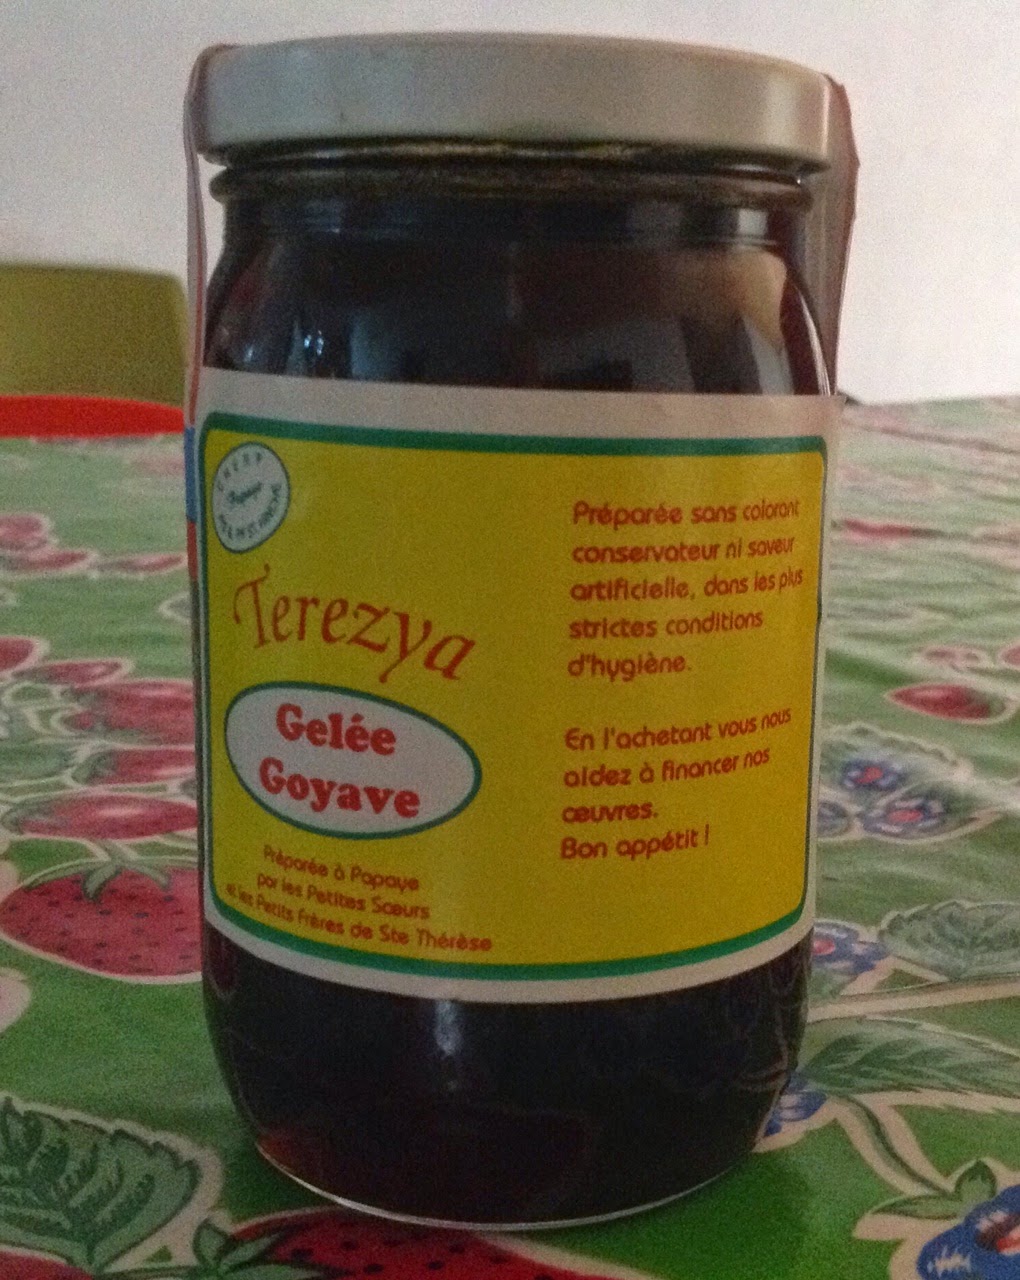 Papaye
Terezya
Gelée
Goyave
Préparée à Papaye
par les Petites Sœurs
et les Petits Frères de Ste Thérèse
Préparée sans colorant
conservateur ni saveur
artificielle, dans les plus
strictes conditions
d'hygiène.
En l'achetant vous nous
aidez à financer nos
œuvres.
Bon appétit !